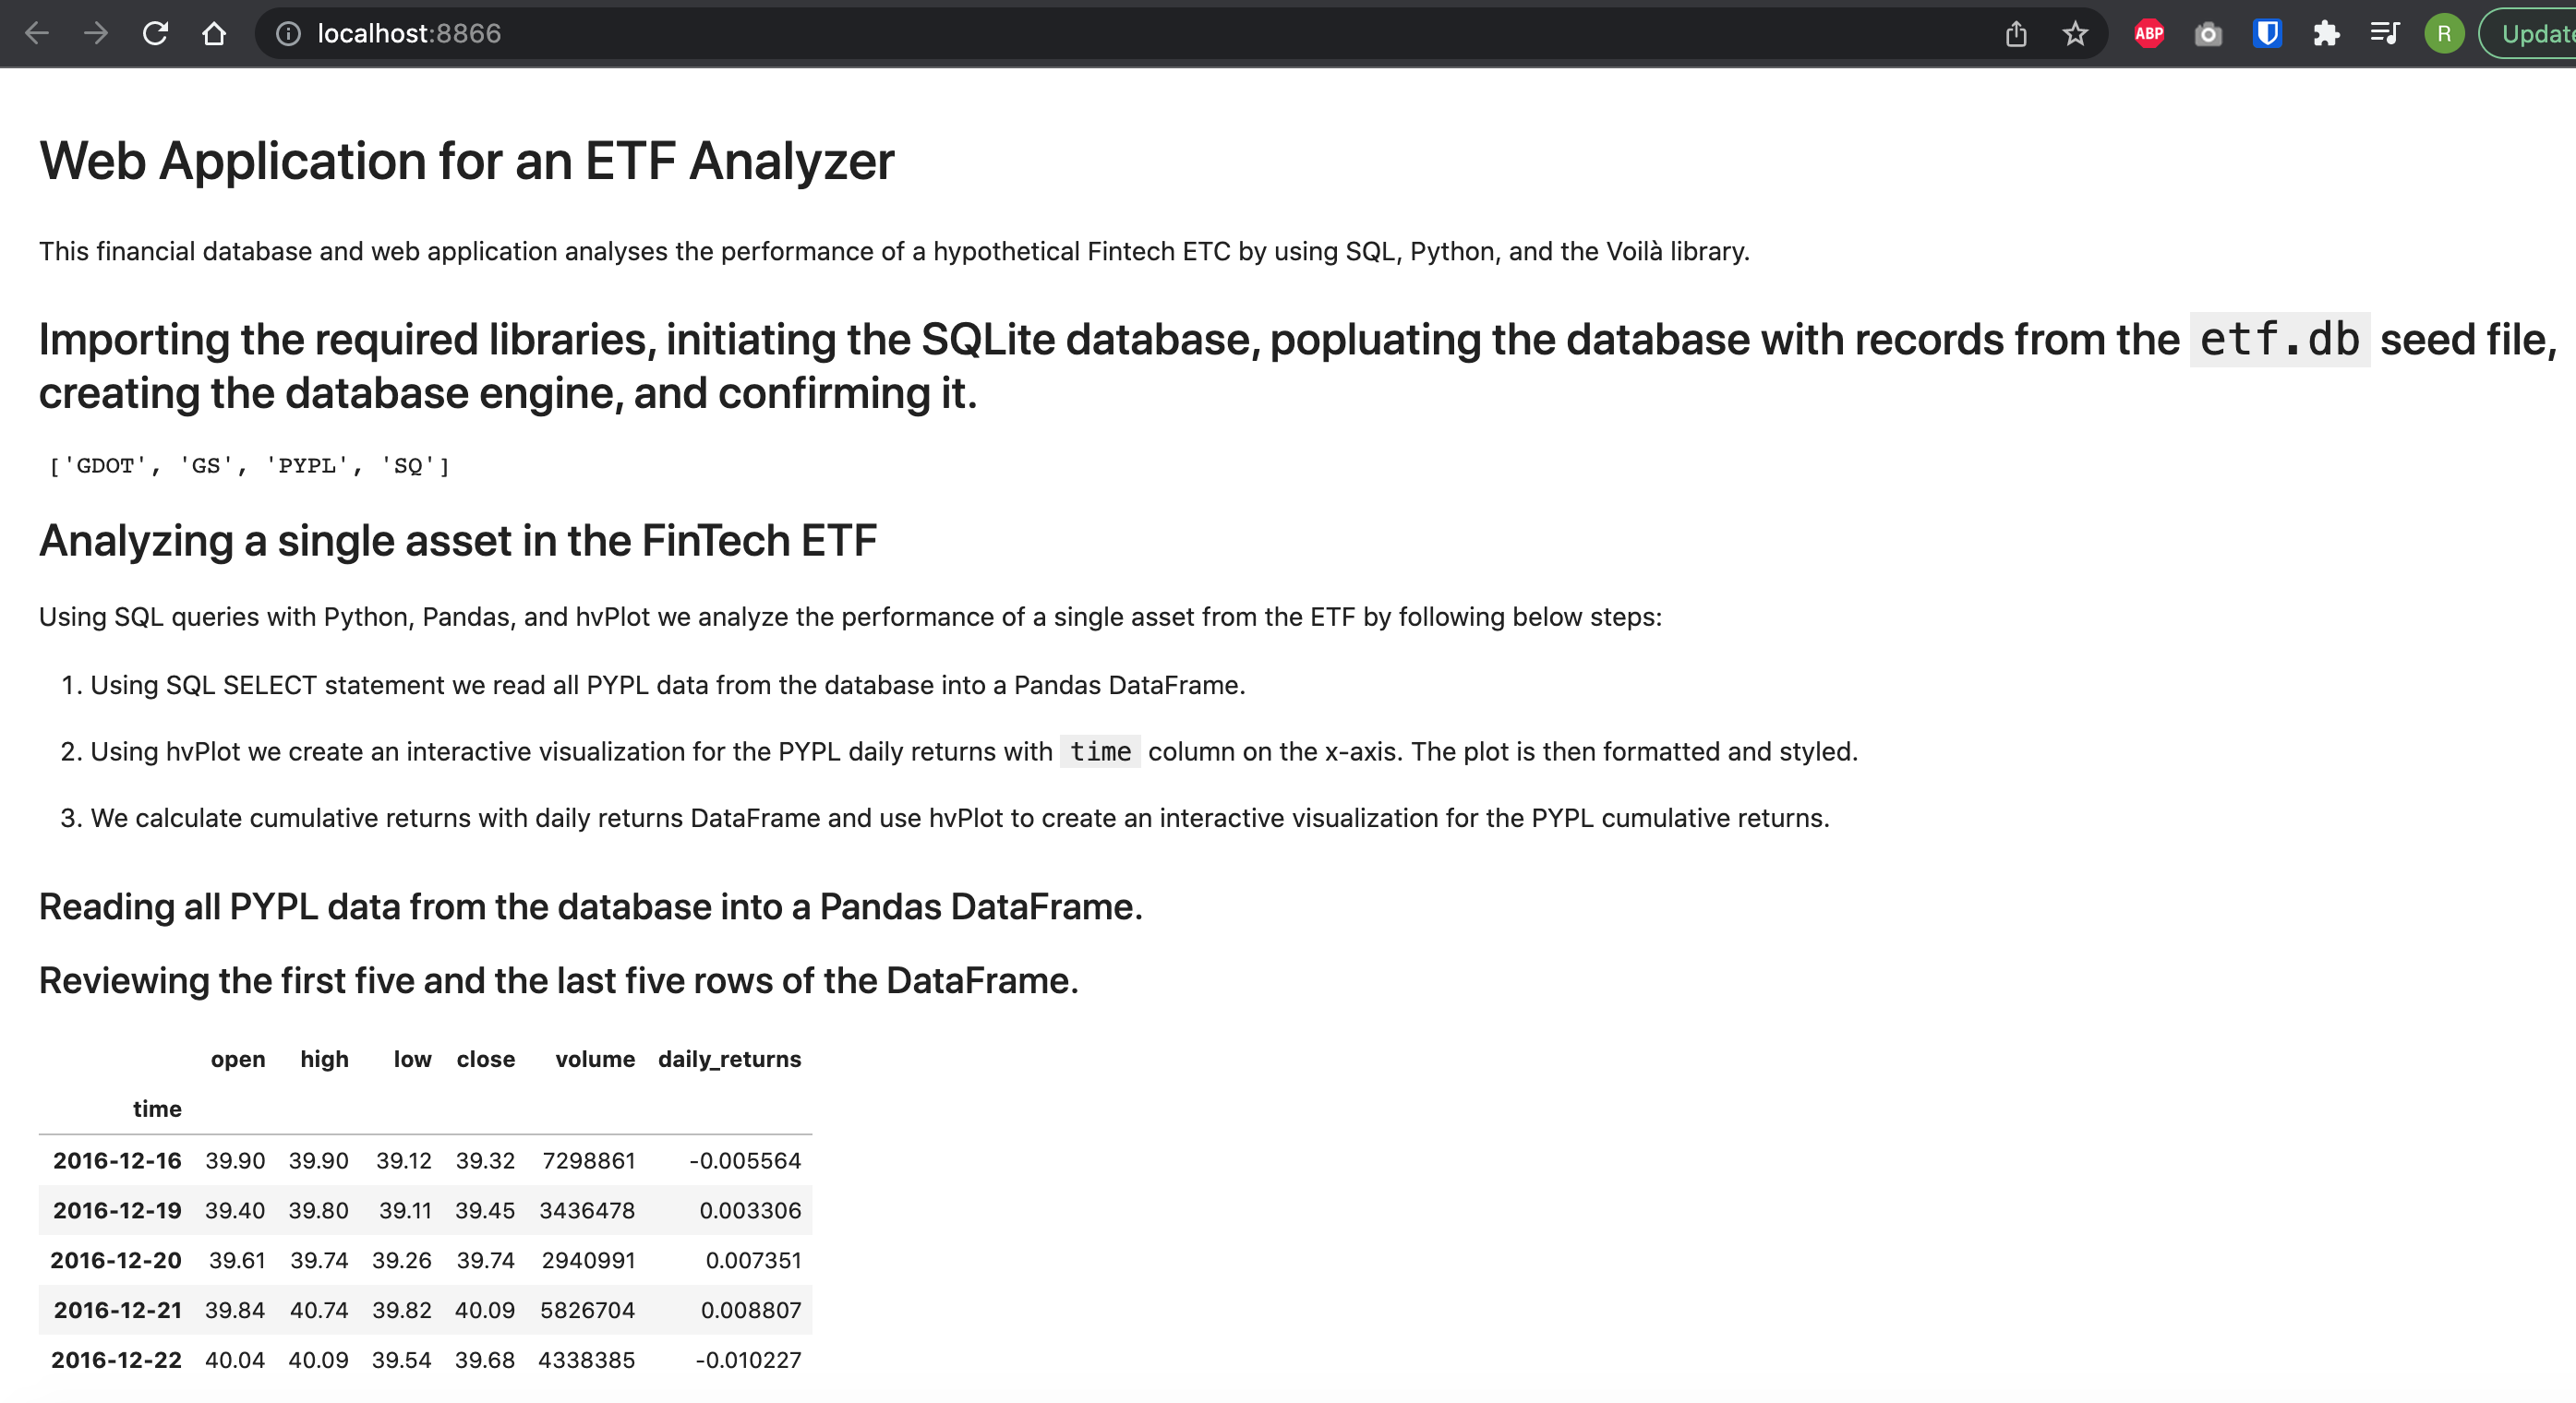 localhost:8866
ABP
R
Update
Web Application for an ETF Analyzer
This financial database and web application analyses the performance of a hypothetical Fintech ETC by using SQL, Python, and the Voilà library.
Importing the required libraries, initiating the SQLite database, popluating the database with records from the etf.db seed file,
creating the database engine, and confirming it.
['GDOT', 'GS', 'PYPL', 'SQ']
Analyzing a single asset in the FinTech ETF
Using SQL queries with Python, Pandas, and hvPlot we analyze the performance of a single asset from the ETF by following below steps:
1. Using SQL SELECT statement we read all PYPL data from the database into a Pandas DataFrame.
2. Using hvPlot we create an interactive visualization for the PYPL daily returns with time column on the x-axis. The plot is then formatted and styled.
3. We calculate cumulative returns with daily returns DataFrame and use hvPlot to create an interactive visualization for the PYPL cumulative returns.
Reading all PYPL data from the database into a Pandas DataFrame.
Reviewing the first five and the last five rows of the DataFrame.
open high low close volume daily_returns
time
2016-12-16 39.90 39.90 39.12 39.32 7298861 -0.005564
2016-12-19 39.40 39.80 39.11 39.45 3436478 0.003306
2016-12-20 39.61 39.74 39.26 39.74 2940991 0.007351
2016-12-21 39.84 40.74 39.82 40.09 5826704 0.008807
2016-12-22 40.04 40.09 39.54 39.68 4338385 -0.010227